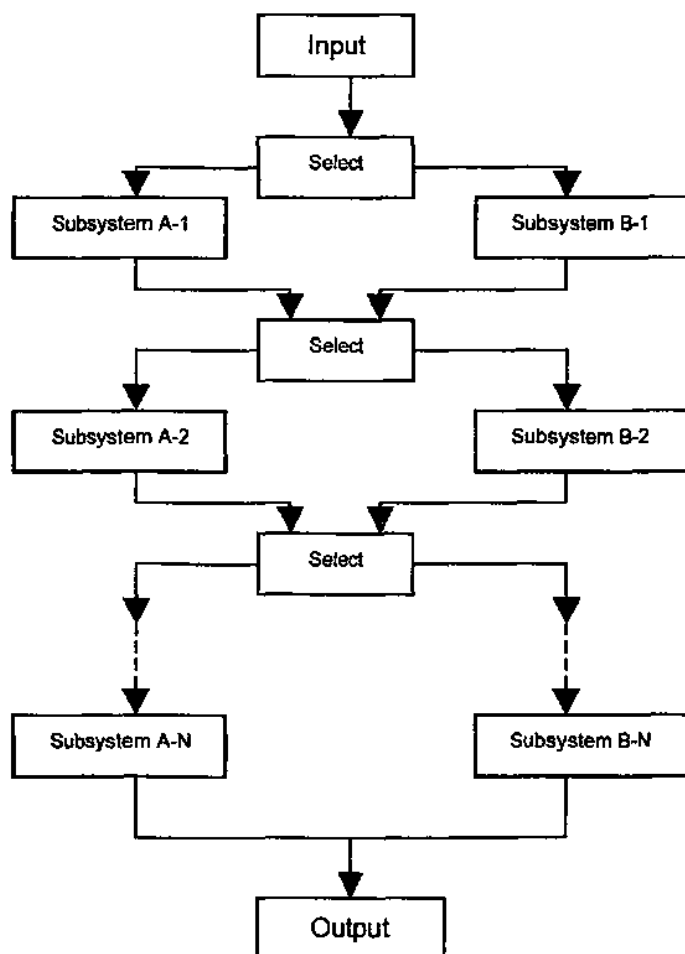 Input
Select
Subsystem A-1
Subsystem B-1
Select
Subsystem A-2
Subsystem B-2
Select
Subsystem A-N
Subsystem B-N
Output